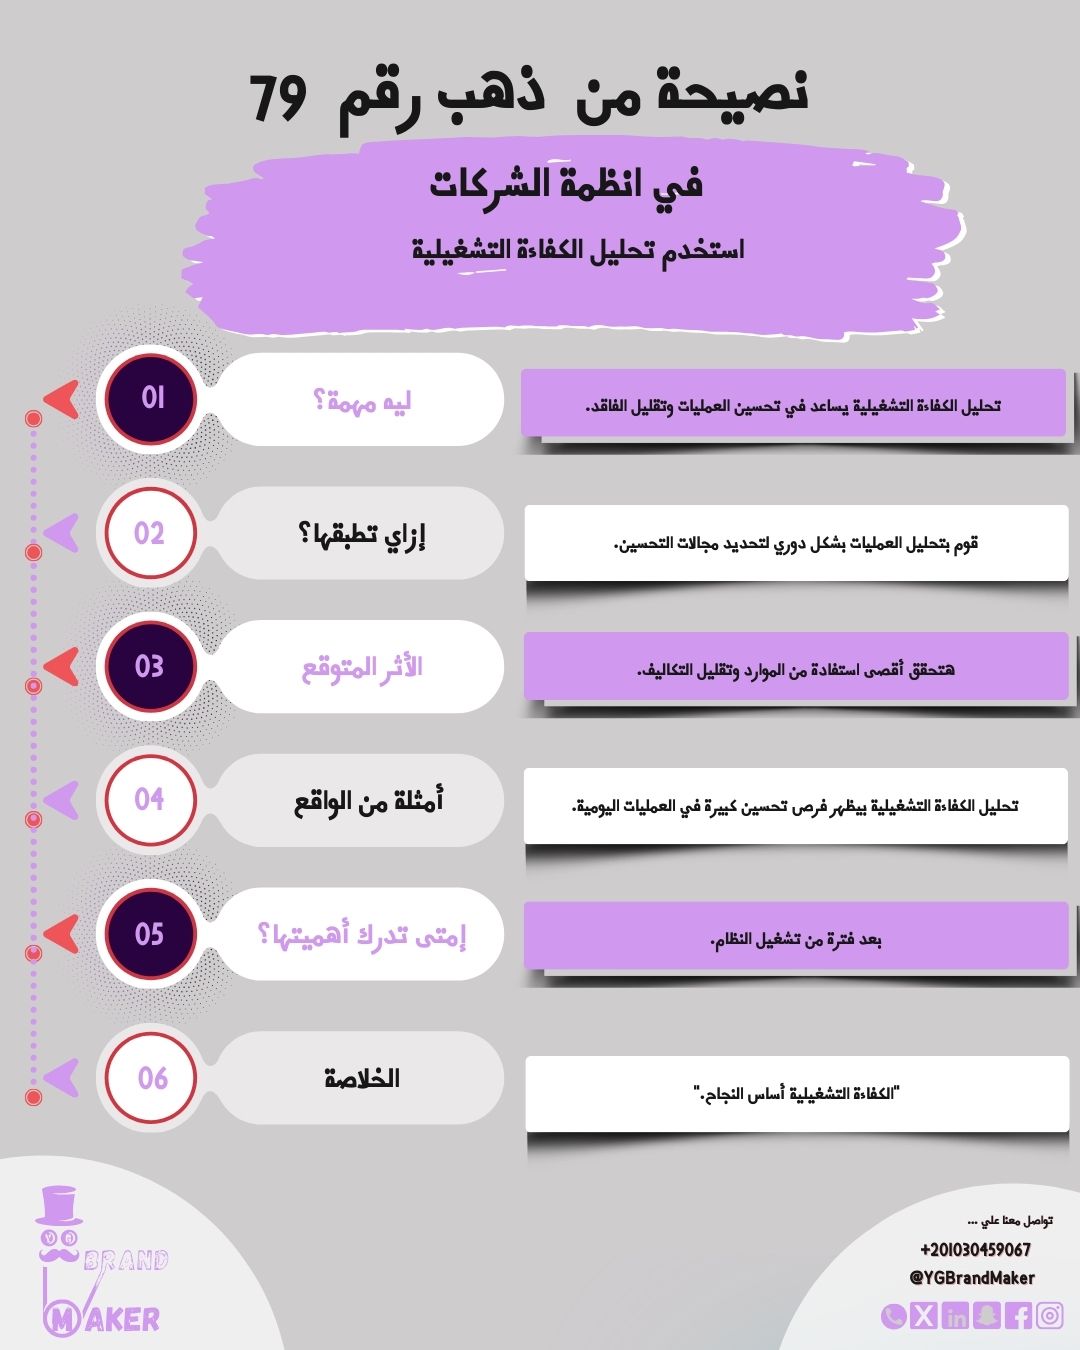 نصيحة من ذهب رقم 79
في انظمة الشركات
استخدم تحليل الكفاءة التشغيلية
01
ليه مهمة؟
تحليل الكفاءة التشغيلية يساعد في تحسين العمليات وتقليل الفاقد.
02
إزاي تطبقها؟
قوم بتحليل العمليات بشكل دوري لتحديد مجالات التحسين.
03
الأثر المتوقع
هتحقق أقصى استفادة من الموارد وتقليل التكاليف.
04
أمثلة من الواقع
تحليل الكفاءة التشغيلية بيظهر فرص تحسين كبيرة في العمليات اليومية.
05
إمتى تدرك أهميتها؟
بعد فترة من تشغيل النظام.
06
الخلاصة
"الكفاءة التشغيلية أساس النجاح."
تواصل معنا علي ...
+201030459067
@YGBrandMaker
BRAND
MAKER